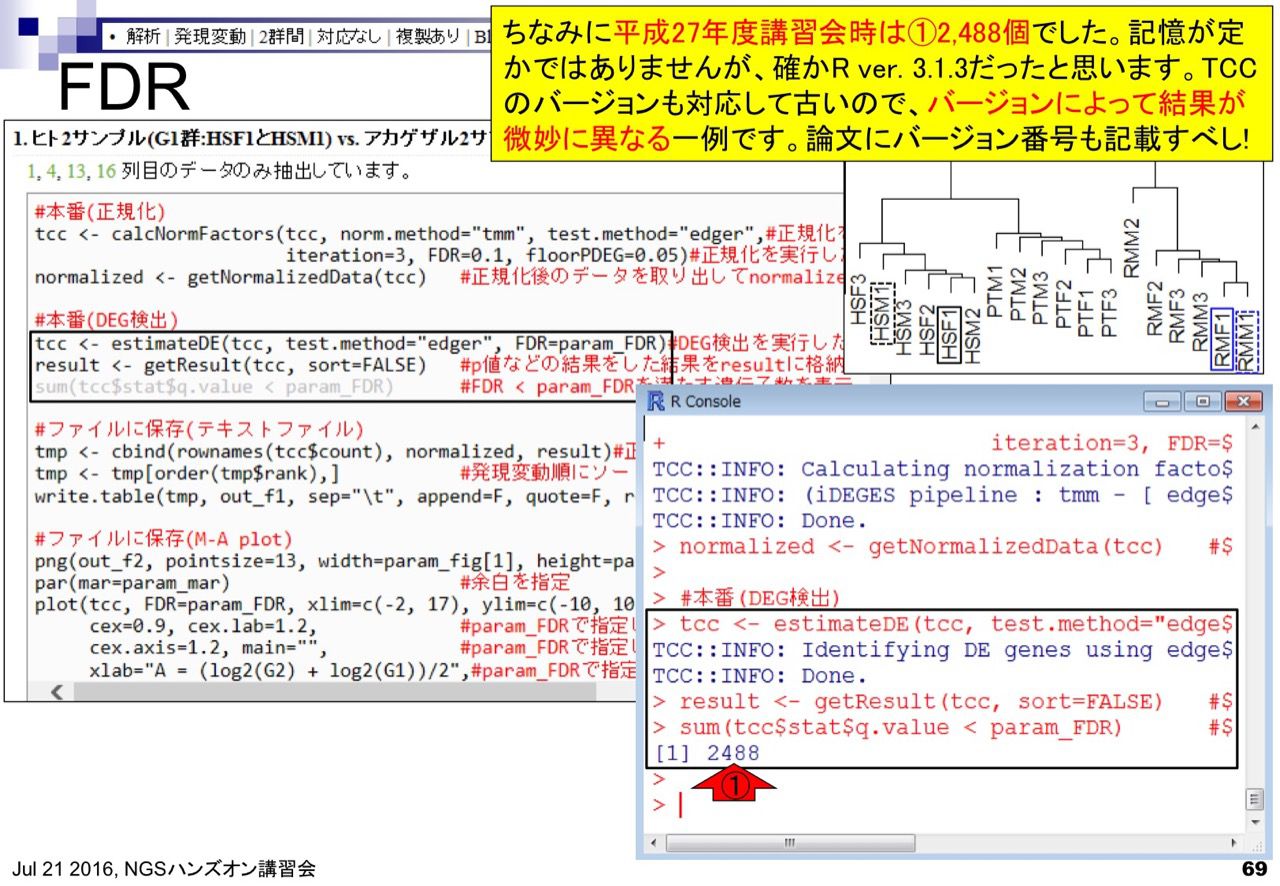 • 解析 | 発現変動 | 2群間 | 対応なし | 複製あり | Bl
FDR
ちなみに平成27年度講習会時は①2,488個でした。記憶が定
かではありませんが、確かR ver. 3.1.3だったと思います。TCC
のバージョンも対応して古いので、バージョンによって結果が
微妙に異なる一例です。論文にバージョン番号も記載すべし!
1. ヒト2サンプル(G1群:HSF1とHSM1) vs. アカゲザル2サ
1, 4, 13, 16 列目のデータのみ抽出しています。
#本番(正規化)
tcc <- calcNormFactors(tcc, norm.method="tmm", test.method="edger",#正規化を
iteration=3, FDR=0.1, floorPDEG=0.05)#正規化を実行し
normalized <- getNormalizedData(tcc) #正規化後のデータを取り出してnormalize
#本番(DEG検出)
tcc <- estimateDE(tcc, test.method="edger", FDR=param_FDR)#DEG検出を実行した
result <- getResult(tcc, sort=FALSE) #p値などの結果をした結果をresultに格納
sum(tcc$stat$q.value < param_FDR) #FDR < param_FDRを満たす遺伝子数を表示
#ファイルに保存(テキストファイル)
tmp <- cbind(rownames(tcc$count), normalized, result)#正
tmp <- tmp[order(tmp$rank),] #発現変動順にソー
write.table(tmp, out_f1, sep="\t", append=F, quote=F, r
#ファイルに保存(M-A plot)
png(out_f2, pointsize=13, width=param_fig[1], height=pa
par(mar=param_mar) #余白を指定
plot(tcc, FDR=param_FDR, xlim=c(-2, 17), ylim=c(-10, 10
cex=0.9, cex.lab=1.2, #param_FDRで指定し
cex.axis=1.2, main="", #param_FDRで指定し
xlab="A = (log2(G2) + log2(G1))/2",#param_FDRで指定
HSF3
HSM1
HSM3
HSF2
HSF1
HSM2
PTM1
PTM2
PTM3
PTF2
PTF1
PTF3
RMM2
RMF2
RMF3
RMM3
RMF1
RMM1
R Console
+ iteration=3, FDR=$
TCC::INFO: Calculating normalization facto$
TCC::INFO: (iDEGES pipeline : tmm - [ edge$
TCC::INFO: Done.
> normalized <- getNormalizedData(tcc) #$
>
> #本番(DEG検出)
> tcc <- estimateDE(tcc, test.method="edge$
TCC::INFO: Identifying DE genes using edge$
TCC::INFO: Done.
> result <- getResult(tcc, sort=FALSE) #$
> sum(tcc$stat$q.value < param_FDR) #$
[1] 2488
>
>
①
Jul 21 2016, NGSハンズオン講習会
69